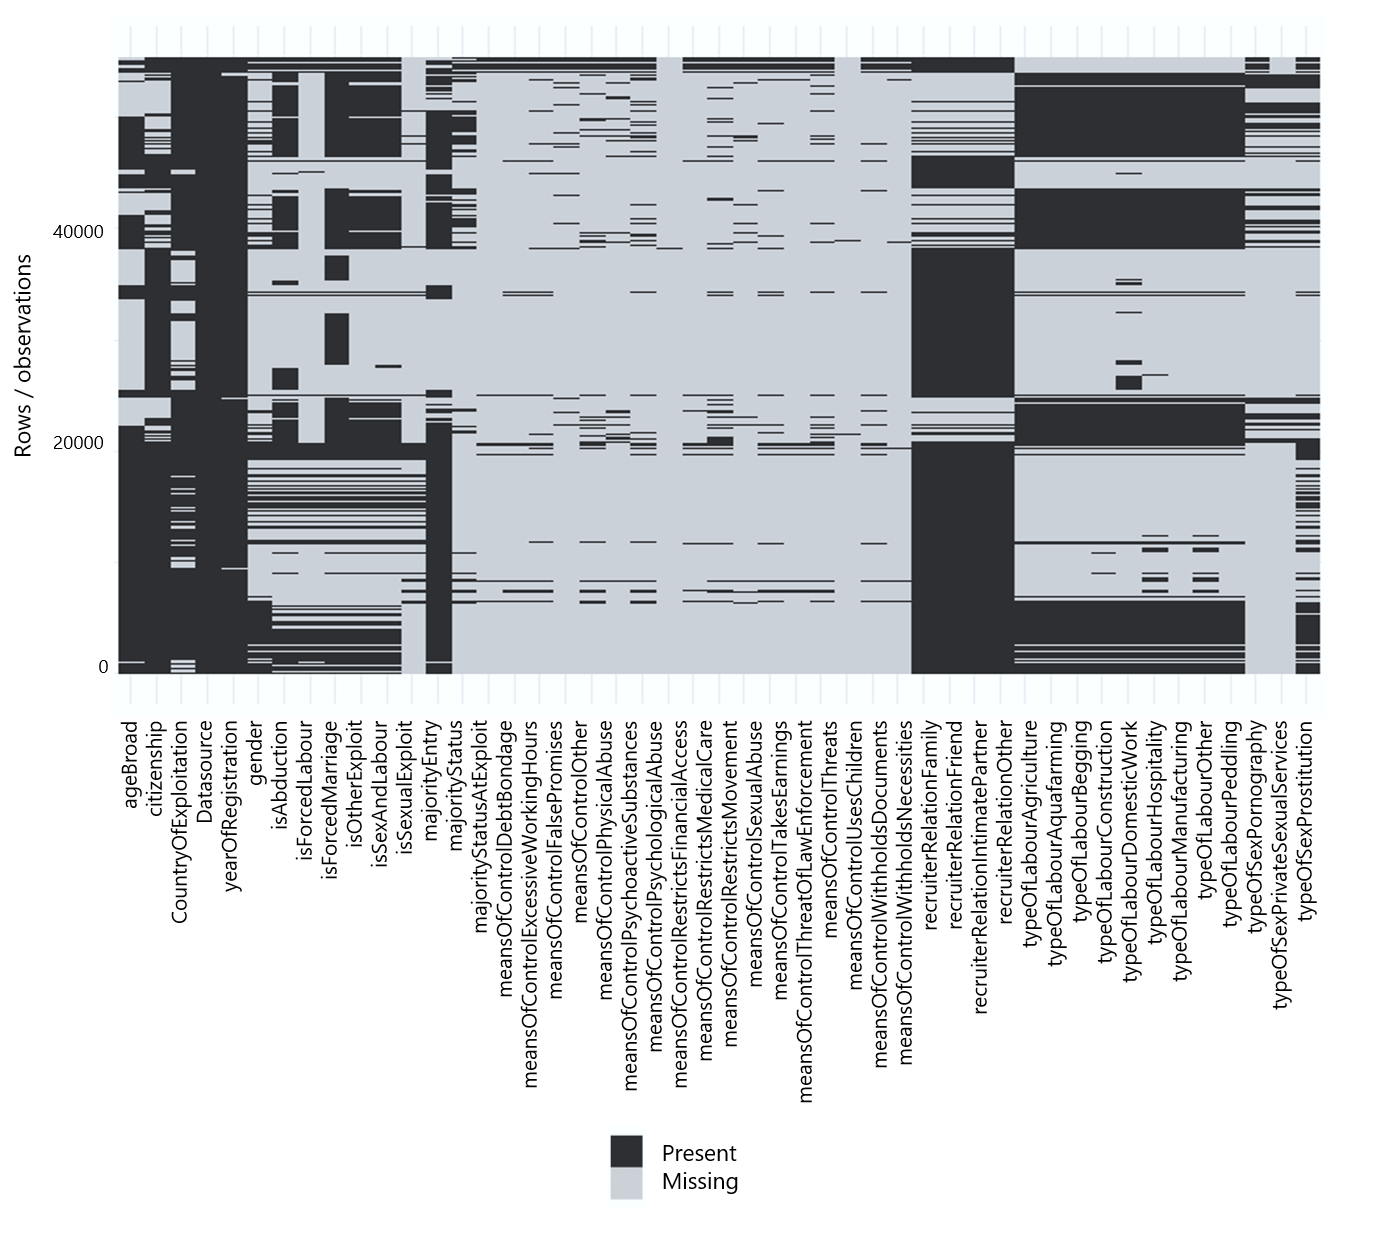 40000
20000
0
Rows / observations
ageBroad
citizenship
CountryOfExploitation
Datasource
yearOfRegistration
gender
isAbduction
isForcedLabour
isForcedMarriage
isOtherExploit
isSexAndLabour
isSexualExploit
majorityEntry
majorityStatus
majorityStatusAtExploit
meansOfControlDebtBondage
meansOfControlExcessiveWorkingHours
meansOfControlFalsePromises
meansOfControlOther
meansOfControlPhysicalAbuse
meansOfControlPsychoactiveSubstances
meansOfControlPsychologicalAbuse
meansOfControlRestrictsFinancialAccess
meansOfControlRestrictsMedicalCare
meansOfControlRestrictsMovement
meansOfControlSexualAbuse
meansOfControlTakesEarnings
meansOfControlThreatOfLawEnforcement
meansOfControlThreats
meansOfControlUsesChildren
meansOfControlWithholdsDocuments
meansOfControlWithholdsNecessities
recruiterRelationFamily
recruiterRelationFriend
recruiterRelationIntimatePartner
recruiterRelationOther
typeOfLabourAgriculture
typeOfLabourAquafarming
typeOfLabourBegging
typeOfLabourConstruction
typeOfLabourDomesticWork
typeOfLabourHospitality
typeOfLabourManufacturing
typeOfLabourOther
typeOfLabourPeddling
typeOfSexPornography
typeOfSexPrivateSexualServices
typeOfSexProstitution
Present
Missing